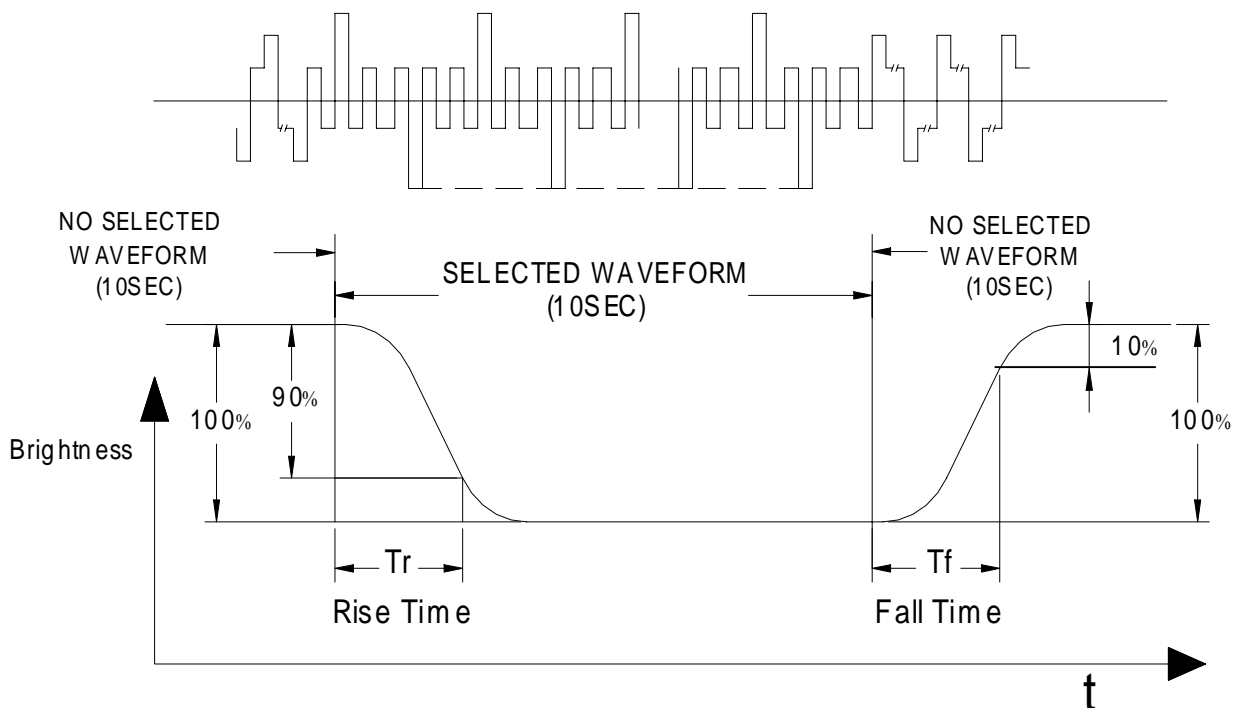 NO SELECTED
WAVEFORM
(10SEC)
SELECTED WAVEFORM
(10SEC)
NO SELECTED
WAVEFORM
(10SEC)
100%
90%
10%
100%
Brightness
Tr
Tf
Rise Time
Fall Time
t